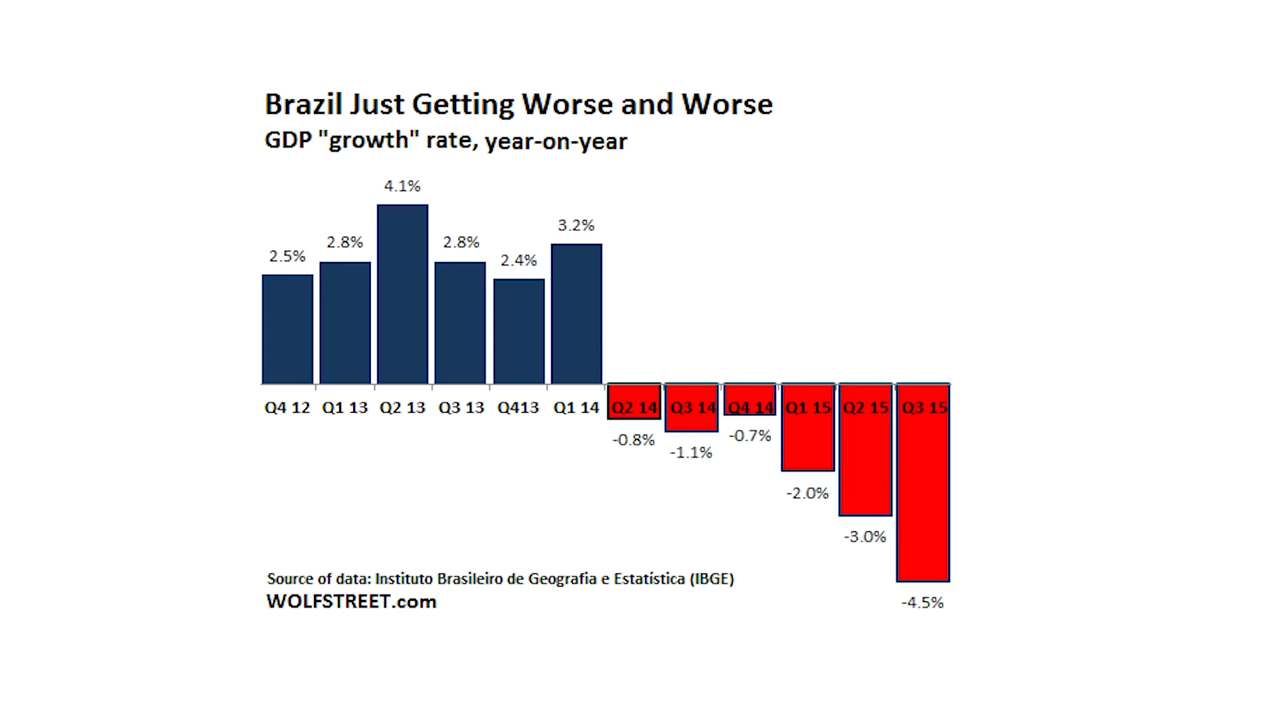 Brazil Just Getting Worse and Worse
GDP "growth" rate, year-on-year
4.1%
3.2%
2.8%
2.8%
2.5%
2.4%
Q4 12 Q1 13 Q2 13 Q3 13 Q413 Q1 14 Q2 14 Q3 14 Q4 14 Q1 15 Q2 15 Q3 15
-0.7%
-0.8%
-1.1%
-2.0%
-3.0%
Source of data: Instituto Brasileiro de Geografia e Estatística (IBGE)
WOLFSTREET.com
-4.5%